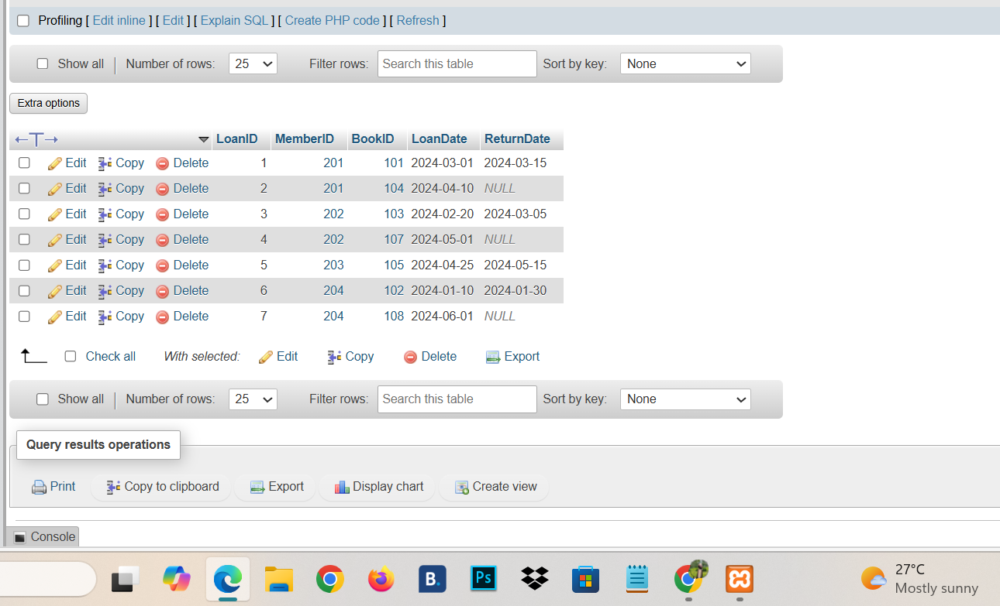 Profiling [ Edit inline ] [ Edit ] [ Explain SQL ] [ Create PHP code ] [ Refresh ]
Show all | Number of rows: 25 Filter rows: Search this table Sort by key: None
Extra options
←T→ LoanID MemberID BookID LoanDate ReturnDate
Edit Copy Delete 1 201 101 2024-03-01 2024-03-15
Edit Copy Delete 2 201 104 2024-04-10 NULL
Edit Copy Delete 3 202 103 2024-02-20 2024-03-05
Edit Copy Delete 4 202 107 2024-05-01 NULL
Edit Copy Delete 5 203 105 2024-04-25 2024-05-15
Edit Copy Delete 6 204 102 2024-01-10 2024-01-30
Edit Copy Delete 7 204 108 2024-06-01 NULL
Check all With selected: Edit Copy Delete Export
Show all | Number of rows: 25 Filter rows: Search this table Sort by key: None
Query results operations
Print Copy to clipboard Export Display chart Create view
Console
B. Ps 27°C
Mostly sunny